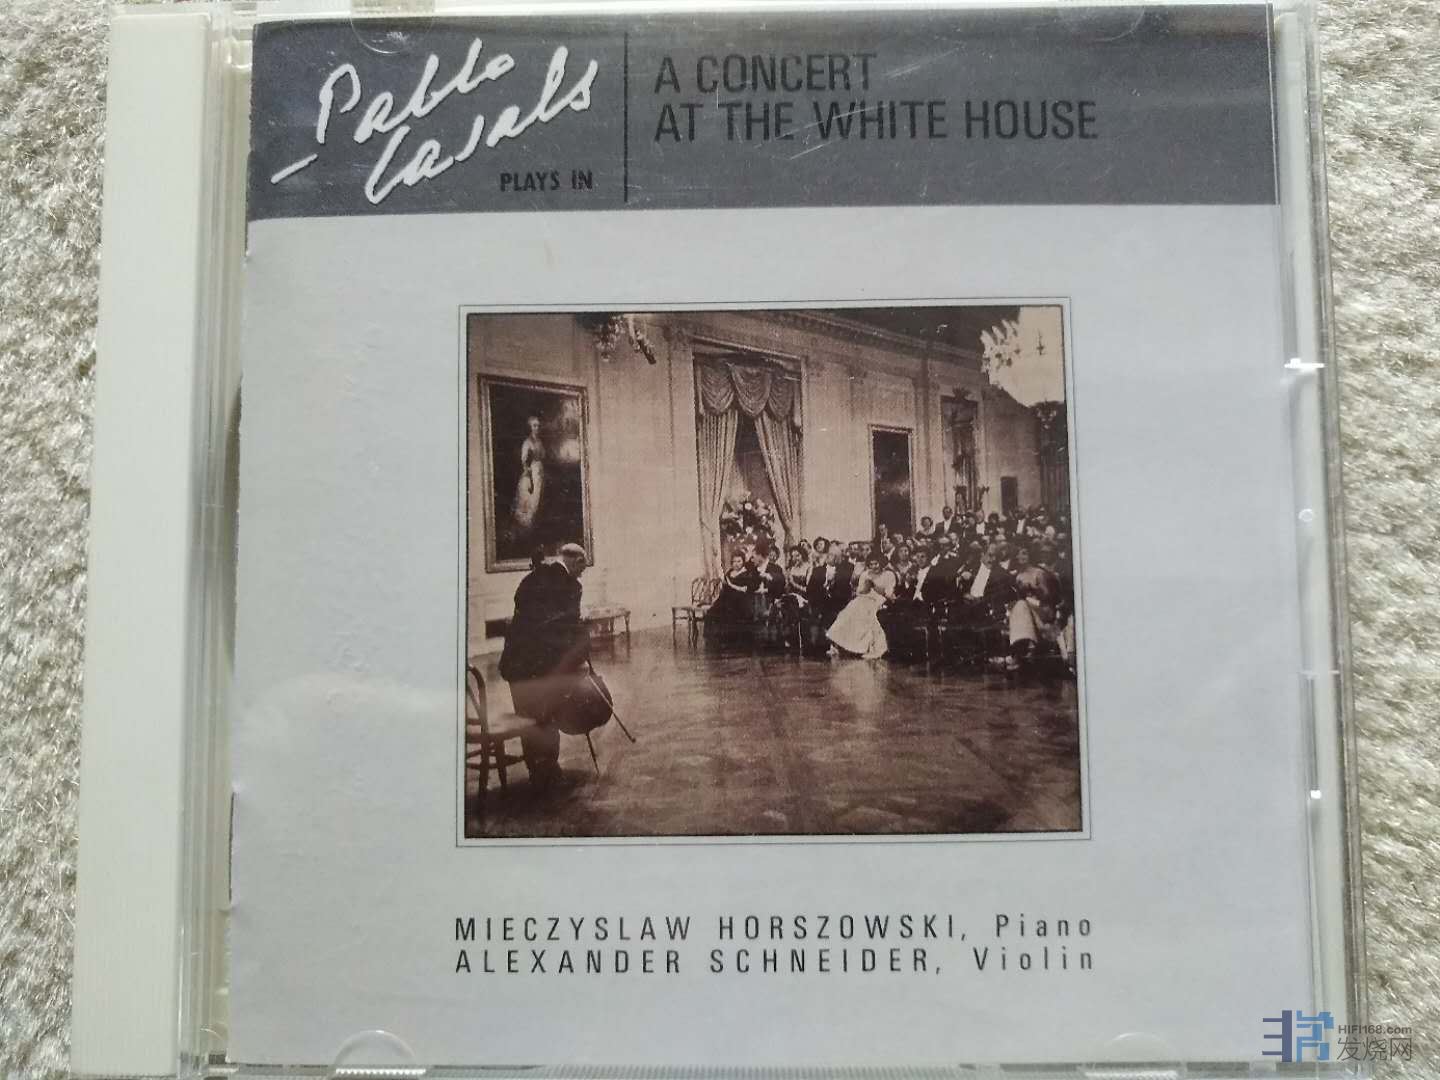 Pablo
Casals
PLAYS IN
A CONCERT
AT THE WHITE HOUSE
MIECZYSLAW HORSZOWSKI, Piano
ALEXANDER SCHNEIDER, Violin
HIFI168.com
发烧网